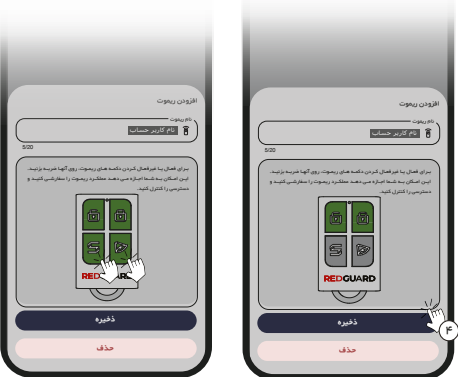 افزودن ریموت
نام ریموت
نام کاربر حساب
5/20
برای فعال یا غیرفعال کردن دکمه های ریموت، روی آنها ضربه بزنید.
این امکان به شما اجازه می دهد عملکرد ریموت را سفارشی کنید و
دسترسی را کنترل کنید.
REDGUARD
ذخیره
حذف
افزودن ریموت
نام ریموت
نام کاربر حساب
5/20
برای فعال یا غیرفعال کردن دکمه های ریموت، روی آنها ضربه بزنید.
این امکان به شما اجازه می دهد عملکرد ریموت را سفارشی کنید و
دسترسی را کنترل کنید.
REDGUARD
ذخیره
۴
حذف